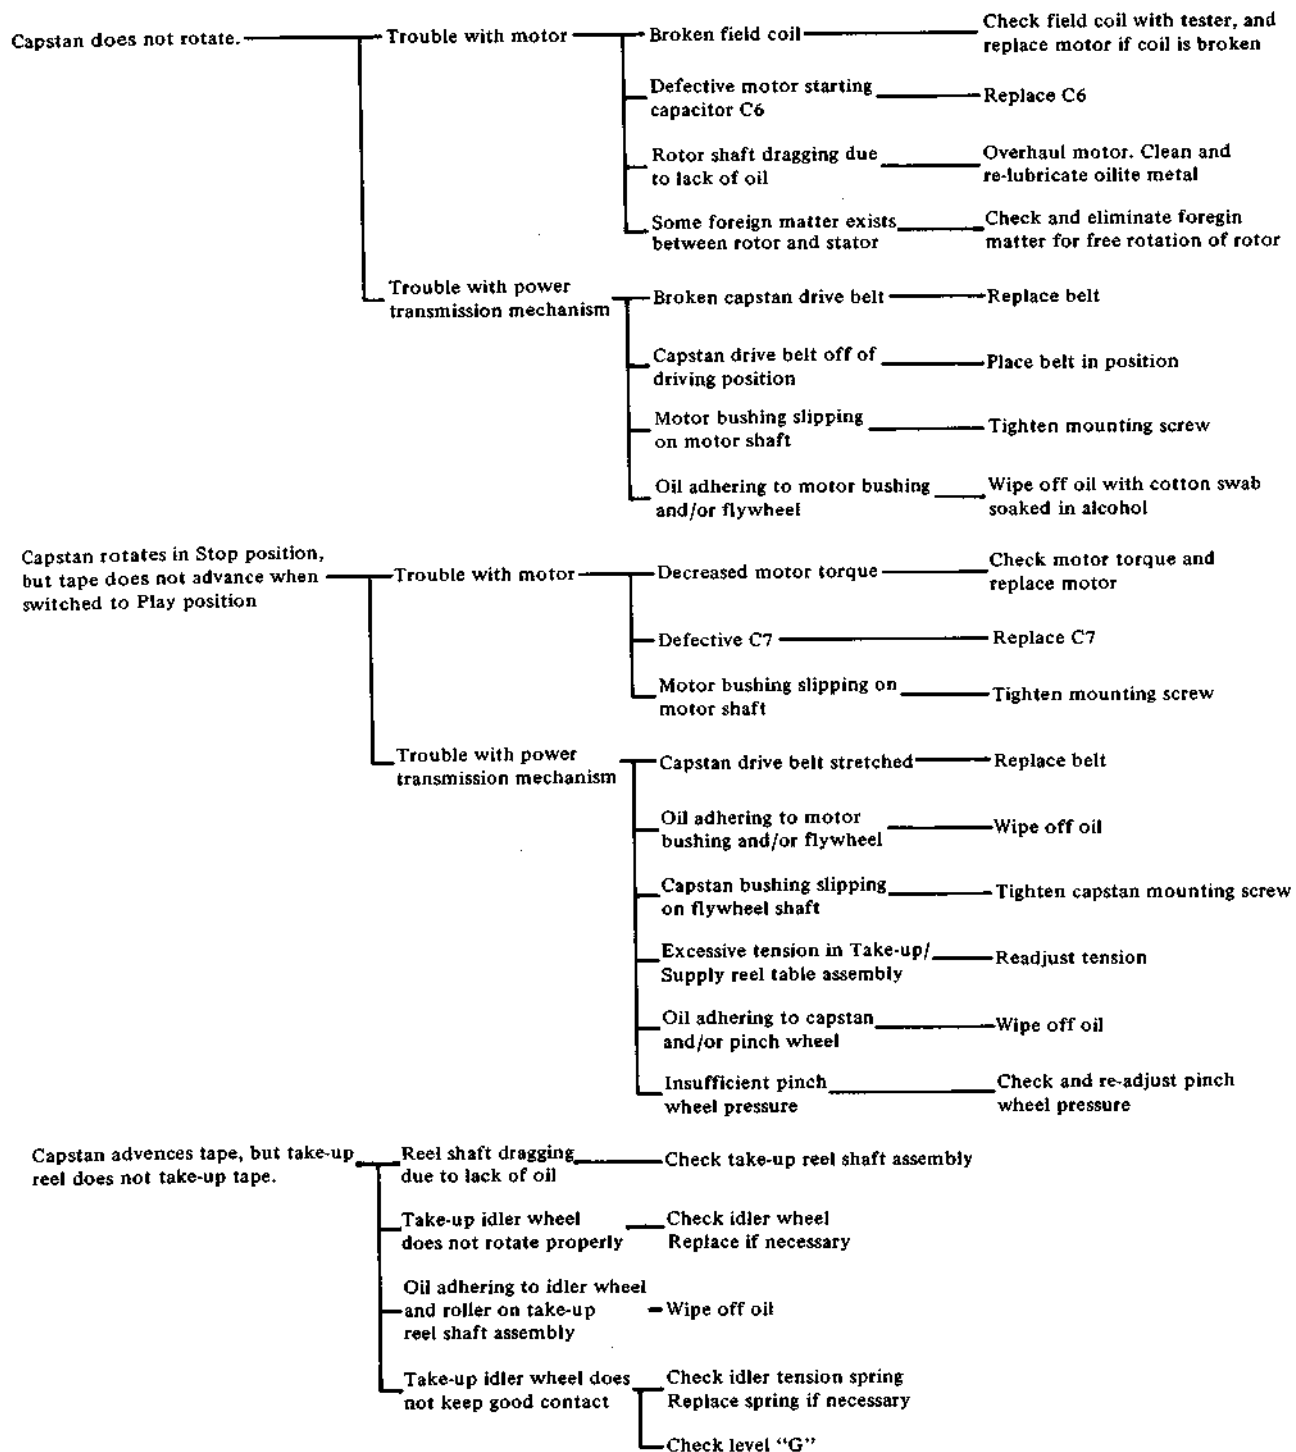 Capstan does not rotate.
Trouble with motor
Broken field coil
Check field coil with tester, and
replace motor if coil is broken
Defective motor starting
capacitor C6
Replace C6
Rotor shaft dragging due
to lack of oil
Overhaul motor. Clean and
re-lubricate oilite metal
Some foreign matter exists
between rotor and stator
Check and eliminate foregin
matter for free rotation of rotor
Trouble with power
transmission mechanism
Broken capstan drive belt
Replace belt
Capstan drive belt off of
driving position
Place belt in position
Motor bushing slipping
on motor shaft
Tighten mounting screw
Oil adhering to motor bushing
and/or flywheel
Wipe off oil with cotton swab
soaked in alcohol
Capstan rotates in Stop position,
but tape does not advance when
switched to Play position
Trouble with motor
Decreased motor torque
Check motor torque and
replace motor
Defective C7
Replace C7
Motor bushing slipping on
motor shaft
Tighten mounting screw
Trouble with power
transmission mechanism
Capstan drive belt stretched
Replace belt
Oil adhering to motor
bushing and/or flywheel
Wipe off oil
Capstan bushing slipping
on flywheel shaft
Tighten capstan mounting screw
Excessive tension in Take-up/
Supply reel table assembly
Readjust tension
Oil adhering to capstan
and/or pinch wheel
Wipe off oil
Insufficient pinch
wheel pressure
Check and re-adjust pinch
wheel pressure
Capstan advences tape, but take-up
reel does not take-up tape.
Reel shaft dragging
due to lack of oil
Check take-up reel shaft assembly
Take-up idler wheel
does not rotate properly
Check idler wheel
Replace if necessary
Oil adhering to idler wheel
and roller on take-up
reel shaft assembly
Wipe off oil
Take-up idler wheel does
not keep good contact
Check idler tension spring
Replace spring if necessary
Check level “G”